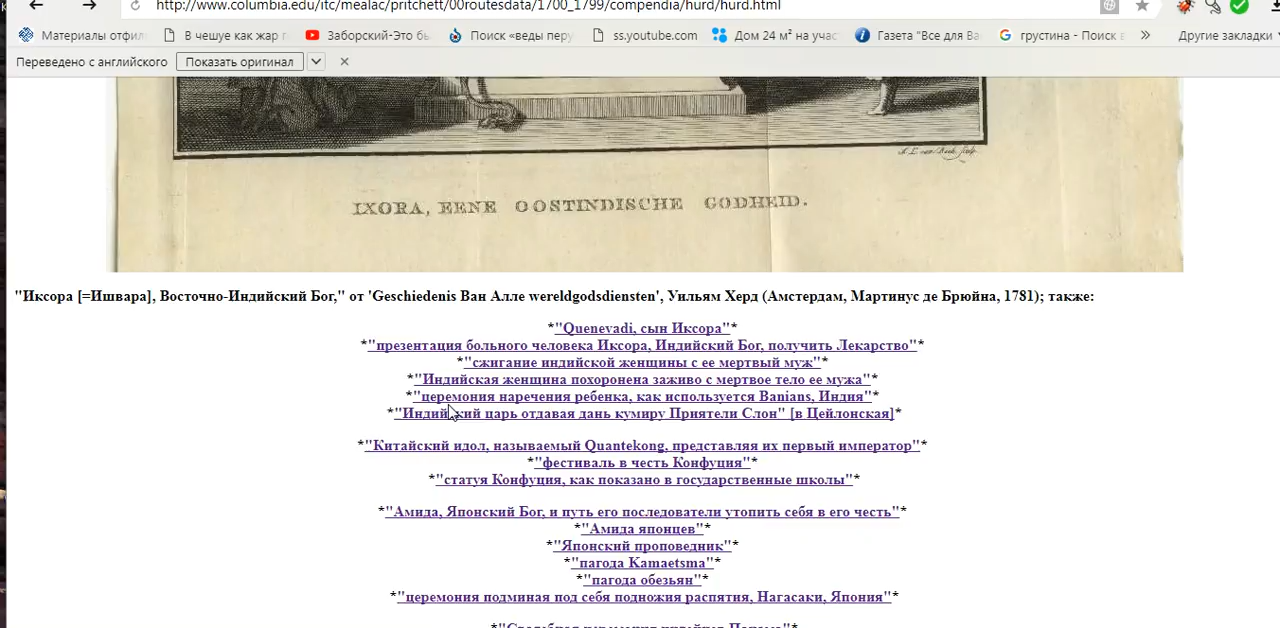 http://www.columbia.edu/itc/mealac/pritchett/00routesdata/1700_1799/compendia/hurd/hurd.html
Материалы отфил
В чешуе как жар г
Заборский-Это бь
Поиск «веды перу
ss.youtube.com
Дом 24 м² на учас
Газета "Все для Ва
грустина - Поиск в
Другие закладки
Переведено с английского
Показать оригинал
IXORA, EENE OOSTINDISCHE GODHEID.
"Иксора [=Ишвара], Восточно-Индийский Бог," от 'Geschiedenis Ван Алле wereldgodsdiensten', Уильям Херд (Амстердам, Мартинус де Брюйна, 1781); также:
*"Quenevadi, сын Иксора"*
*"презентация больного человека Иксора, Индийский Бог, получить Лекарство"*
*"сжигание индийской женщины с ее мертвый муж"*
*"Индийская женщина похоронена заживо с мертвое тело ее мужа"*
*"церемония наречения ребенка, как используется Banians, Индия"*
*"Индийский царь отдавая дань кумиру Приятели Слон" [в Цейлонская]*
*"Китайский идол, называемый Quantekong, представляя их первый император"*
*"фестиваль в честь Конфуция"*
*"статуя Конфуция, как показано в государственные школы"*
*"Амида, Японский Бог, и путь его последователи утопить себя в его честь"*
*"Амида японцев"*
*"Японский проповедник"*
*"пагода Kamaetsma"*
*"пагода обезьян"*
*"церемония подминая под себя подножия распятия, Нагасаки, Япония"*